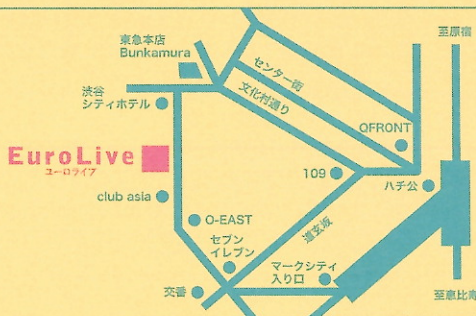 東急本店
Bunkamura
至原宿
センター街
渋谷
シティホテル
文化村通り
QFRONT
EuroLive
ユーロライブ
109
ハチ公
club asia
O-EAST
道玄坂
セブン
イレブン
マークシティ
入り口
交番
至恵比寿